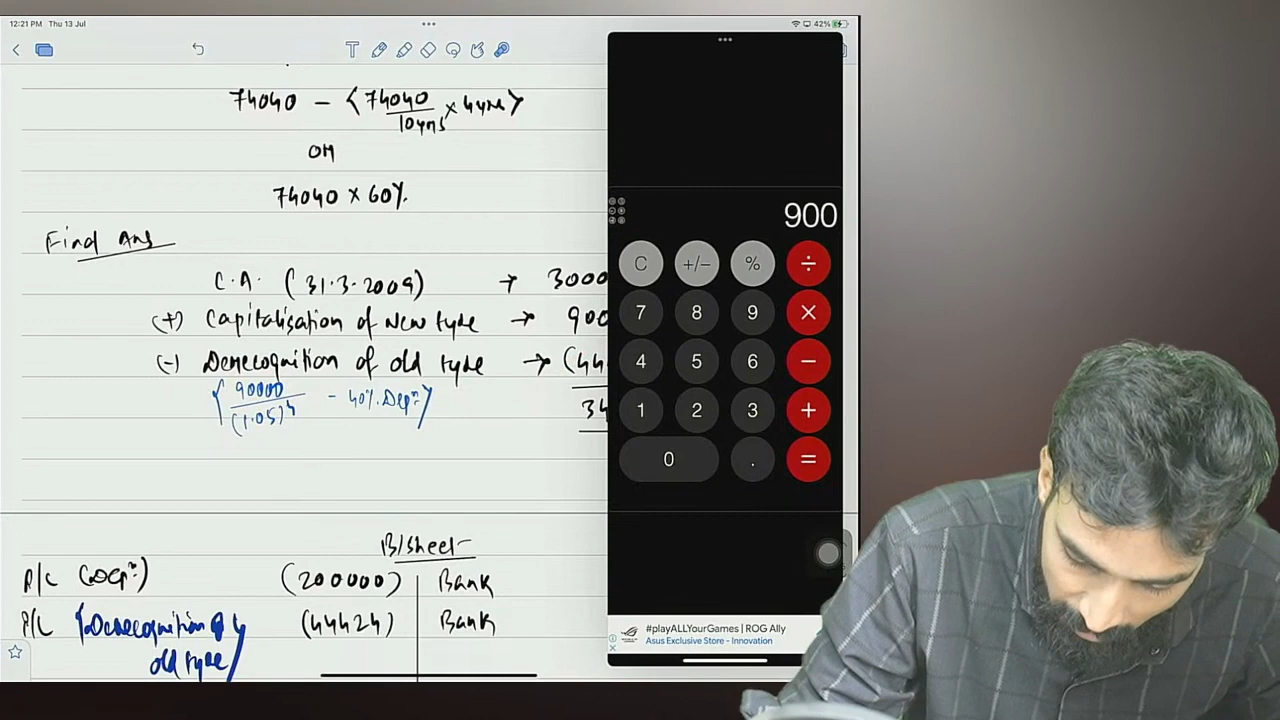 12:21 PM Thu 13 Jul
42%
T
74040 - <74040/10yrs × 4yrs>
OR
74040 × 60%.
900
Find Ans
C +/- % ÷
C.A. (31.3.2009) → 3000
7 8 9 ×
(+) Capitalisation of New tyre → 900
4 5 6 −
(-) Derecognition of old tyre → (44
{90000/(1.05)^4 - 40% Depn}
34
1 2 3 +
0 . =
B/sheet
P/L (Depn) (200000) Bank
P/L {Derecognition of (44424) Bank
old tyre}
#playALLYourGames | ROG Ally
Asus Exclusive Store - Innovation